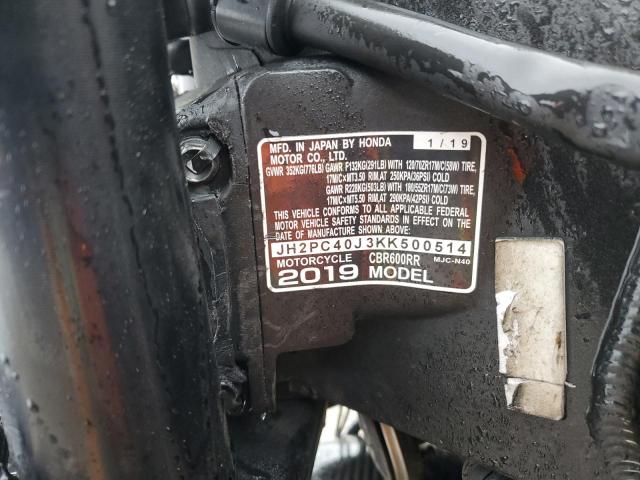 MFD. IN JAPAN BY HONDA 1/19
MOTOR CO., LTD.
GVWR 352KG(776LB) GAWR F132KG(291LB)WITH 120/70ZR17M/C(58W) TIRE,
17M/C×MT3.50 RIM,AT 250KPA(36PSI) COLD
GAWR R228KG(503LB)WITH 180/55ZR17M/C(73W) TIRE,
17M/C×MT5.50 RIM,AT 290KPA(42PSI) COLD
THIS VEHICLE CONFORMS TO ALL APPLICABLE FEDERAL
MOTOR VEHICLE SAFETY STANDARDS IN EFFECT ON THE
DATE OF MANUFACTURE SHOWN ABOVE.
JH2PC40J3KK500514
MOTORCYCLE CBR600RR MJC-N40
2019 MODEL